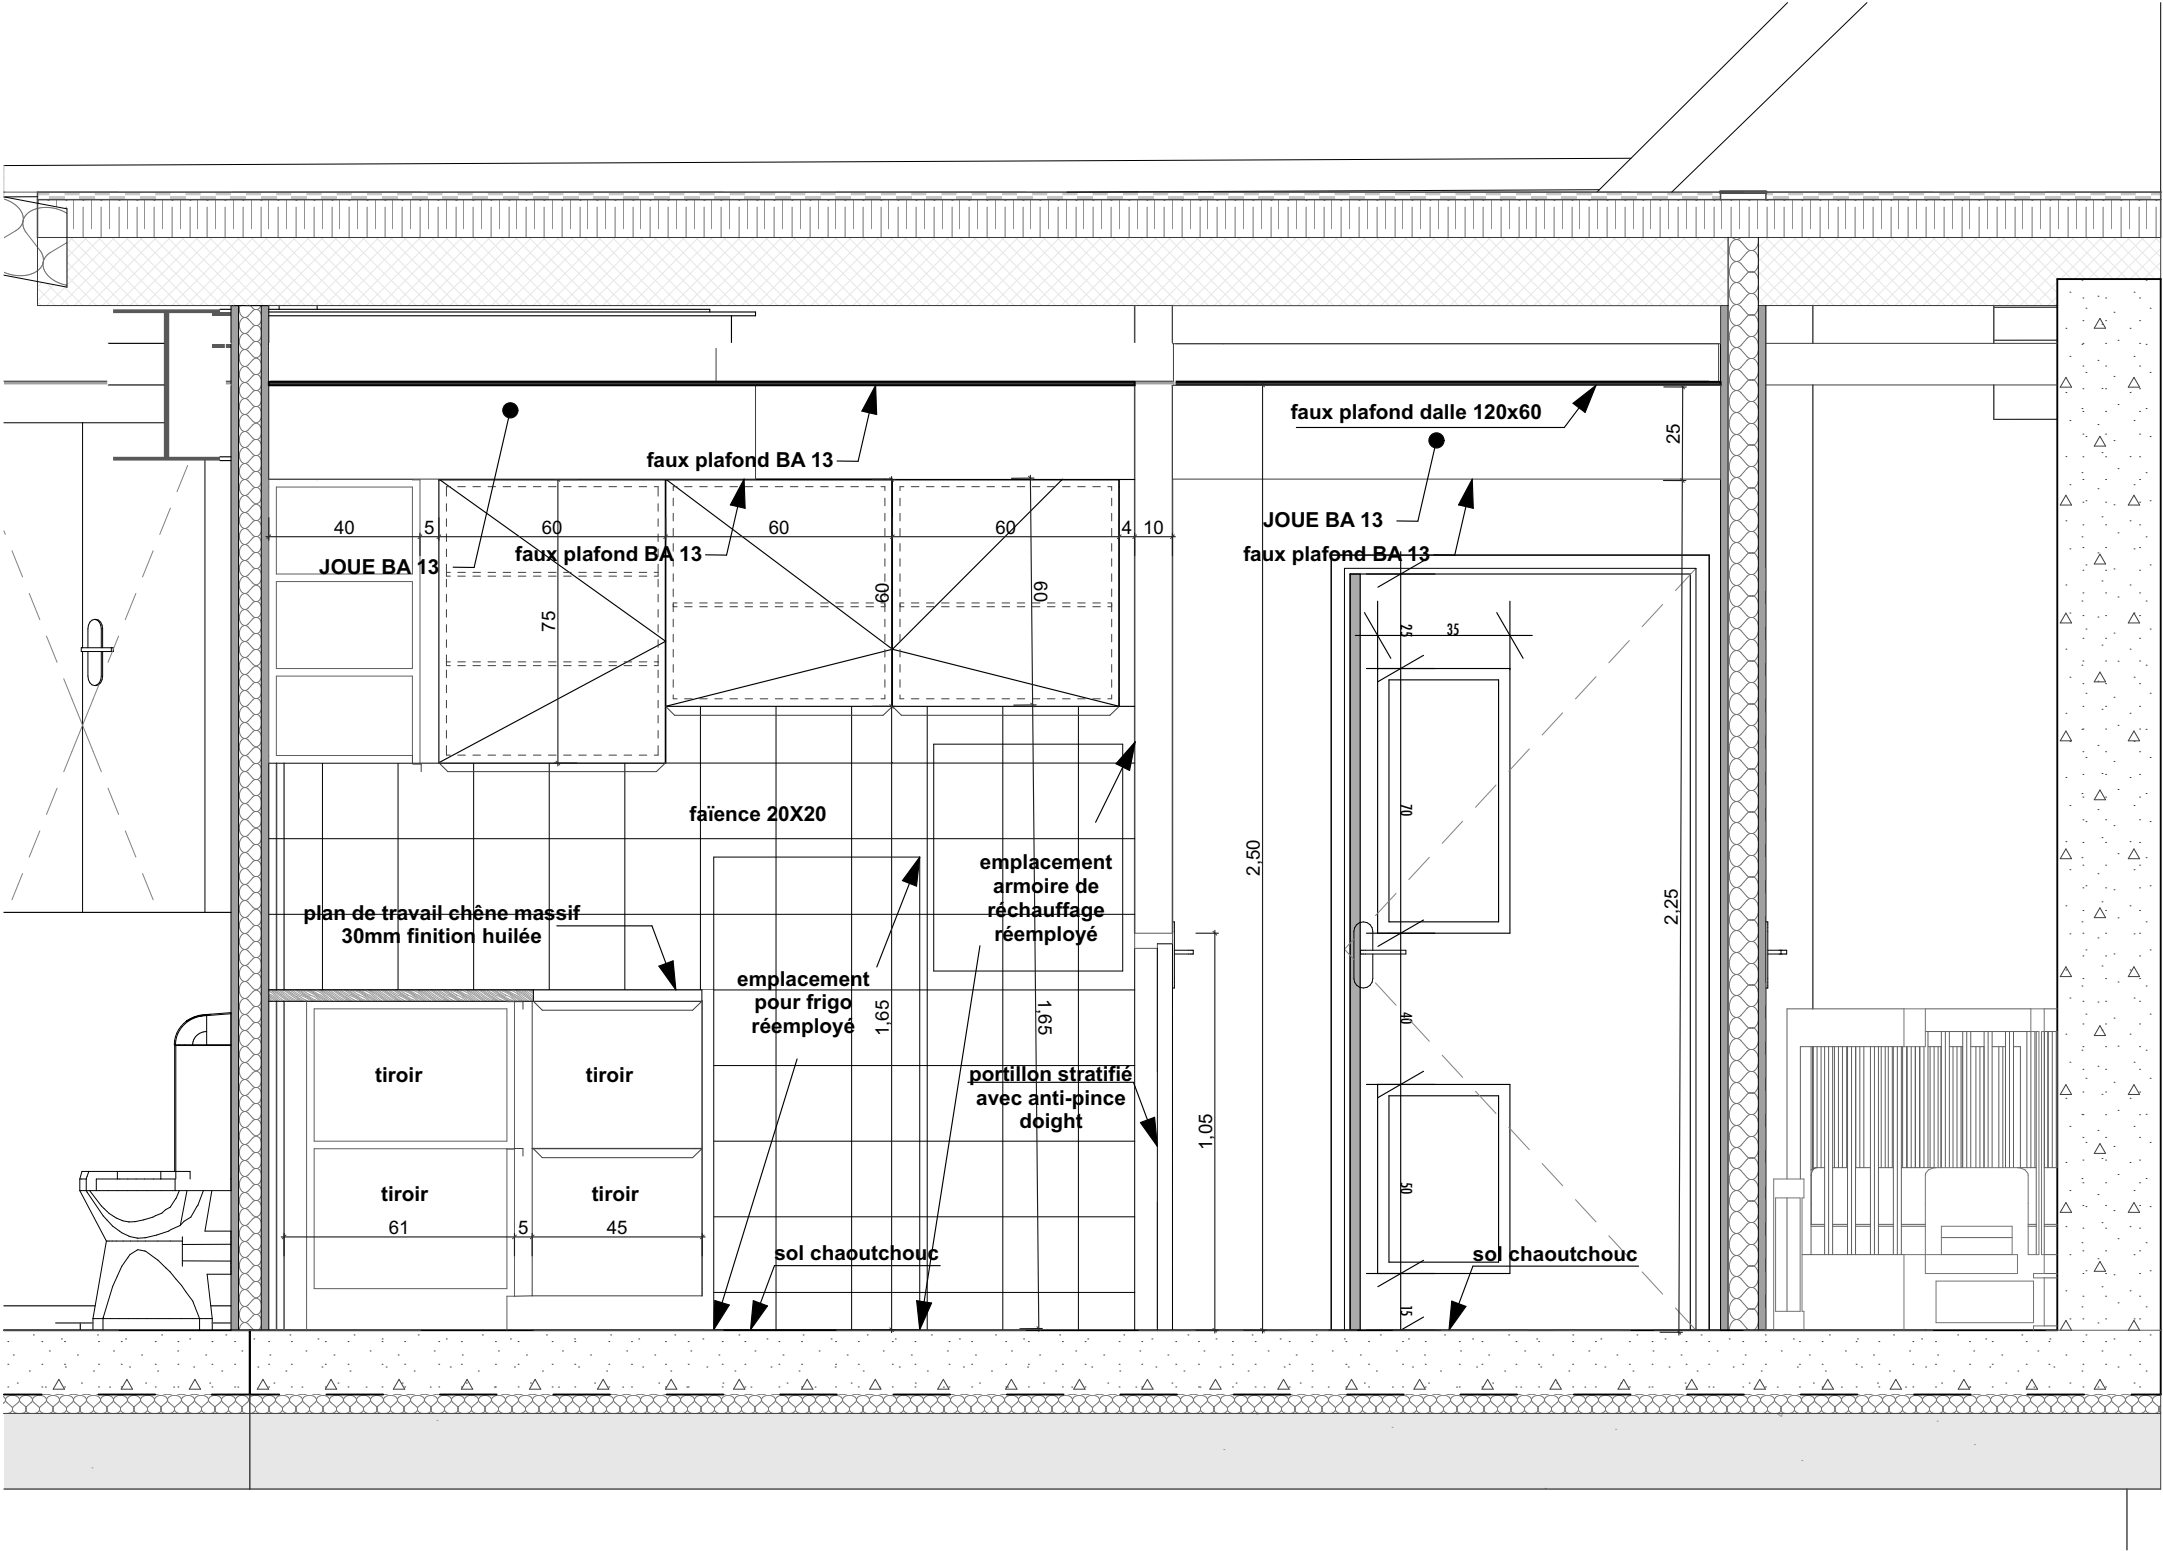 faux plafond dalle 120x60
25
faux plafond BA 13
40
5
60
60
60
4
10
JOUE BA 13
faux plafond BA 13
JOUE BA 13
faux plafond BA 13
75
60
60
25
35
70
faïence 20X20
2,50
2,25
emplacement
armoire de
réchauffage
réemployé
plan de travail chêne massif
30mm finition huilée
emplacement
pour frigo
réemployé
1,65
1,65
40
tiroir
tiroir
portillon stratifié
avec anti-pince
doight
1,05
tiroir
tiroir
50
61
5
45
sol chaoutchouc
sol chaoutchouc
15